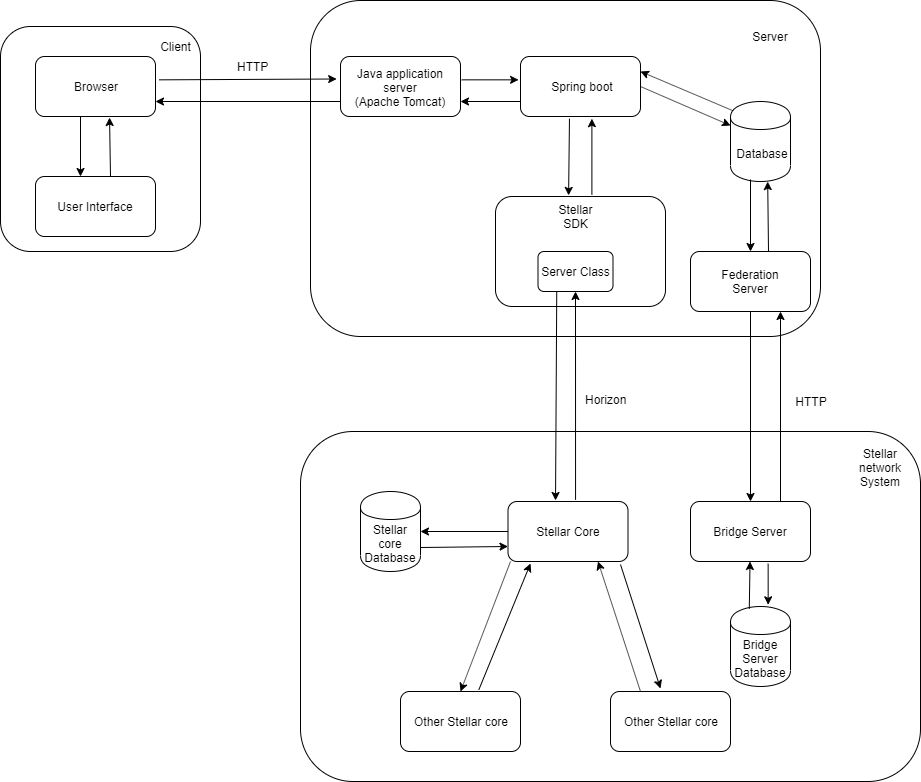 Client
Server
HTTP
Browser
Java application
server
(Apache Tomcat)
Spring boot
Database
User Interface
Stellar
SDK
Server Class
Federation
Server
Horizon
HTTP
Stellar
network
System
Stellar
core
Database
Stellar Core
Bridge Server
Bridge
Server
Database
Other Stellar core
Other Stellar core